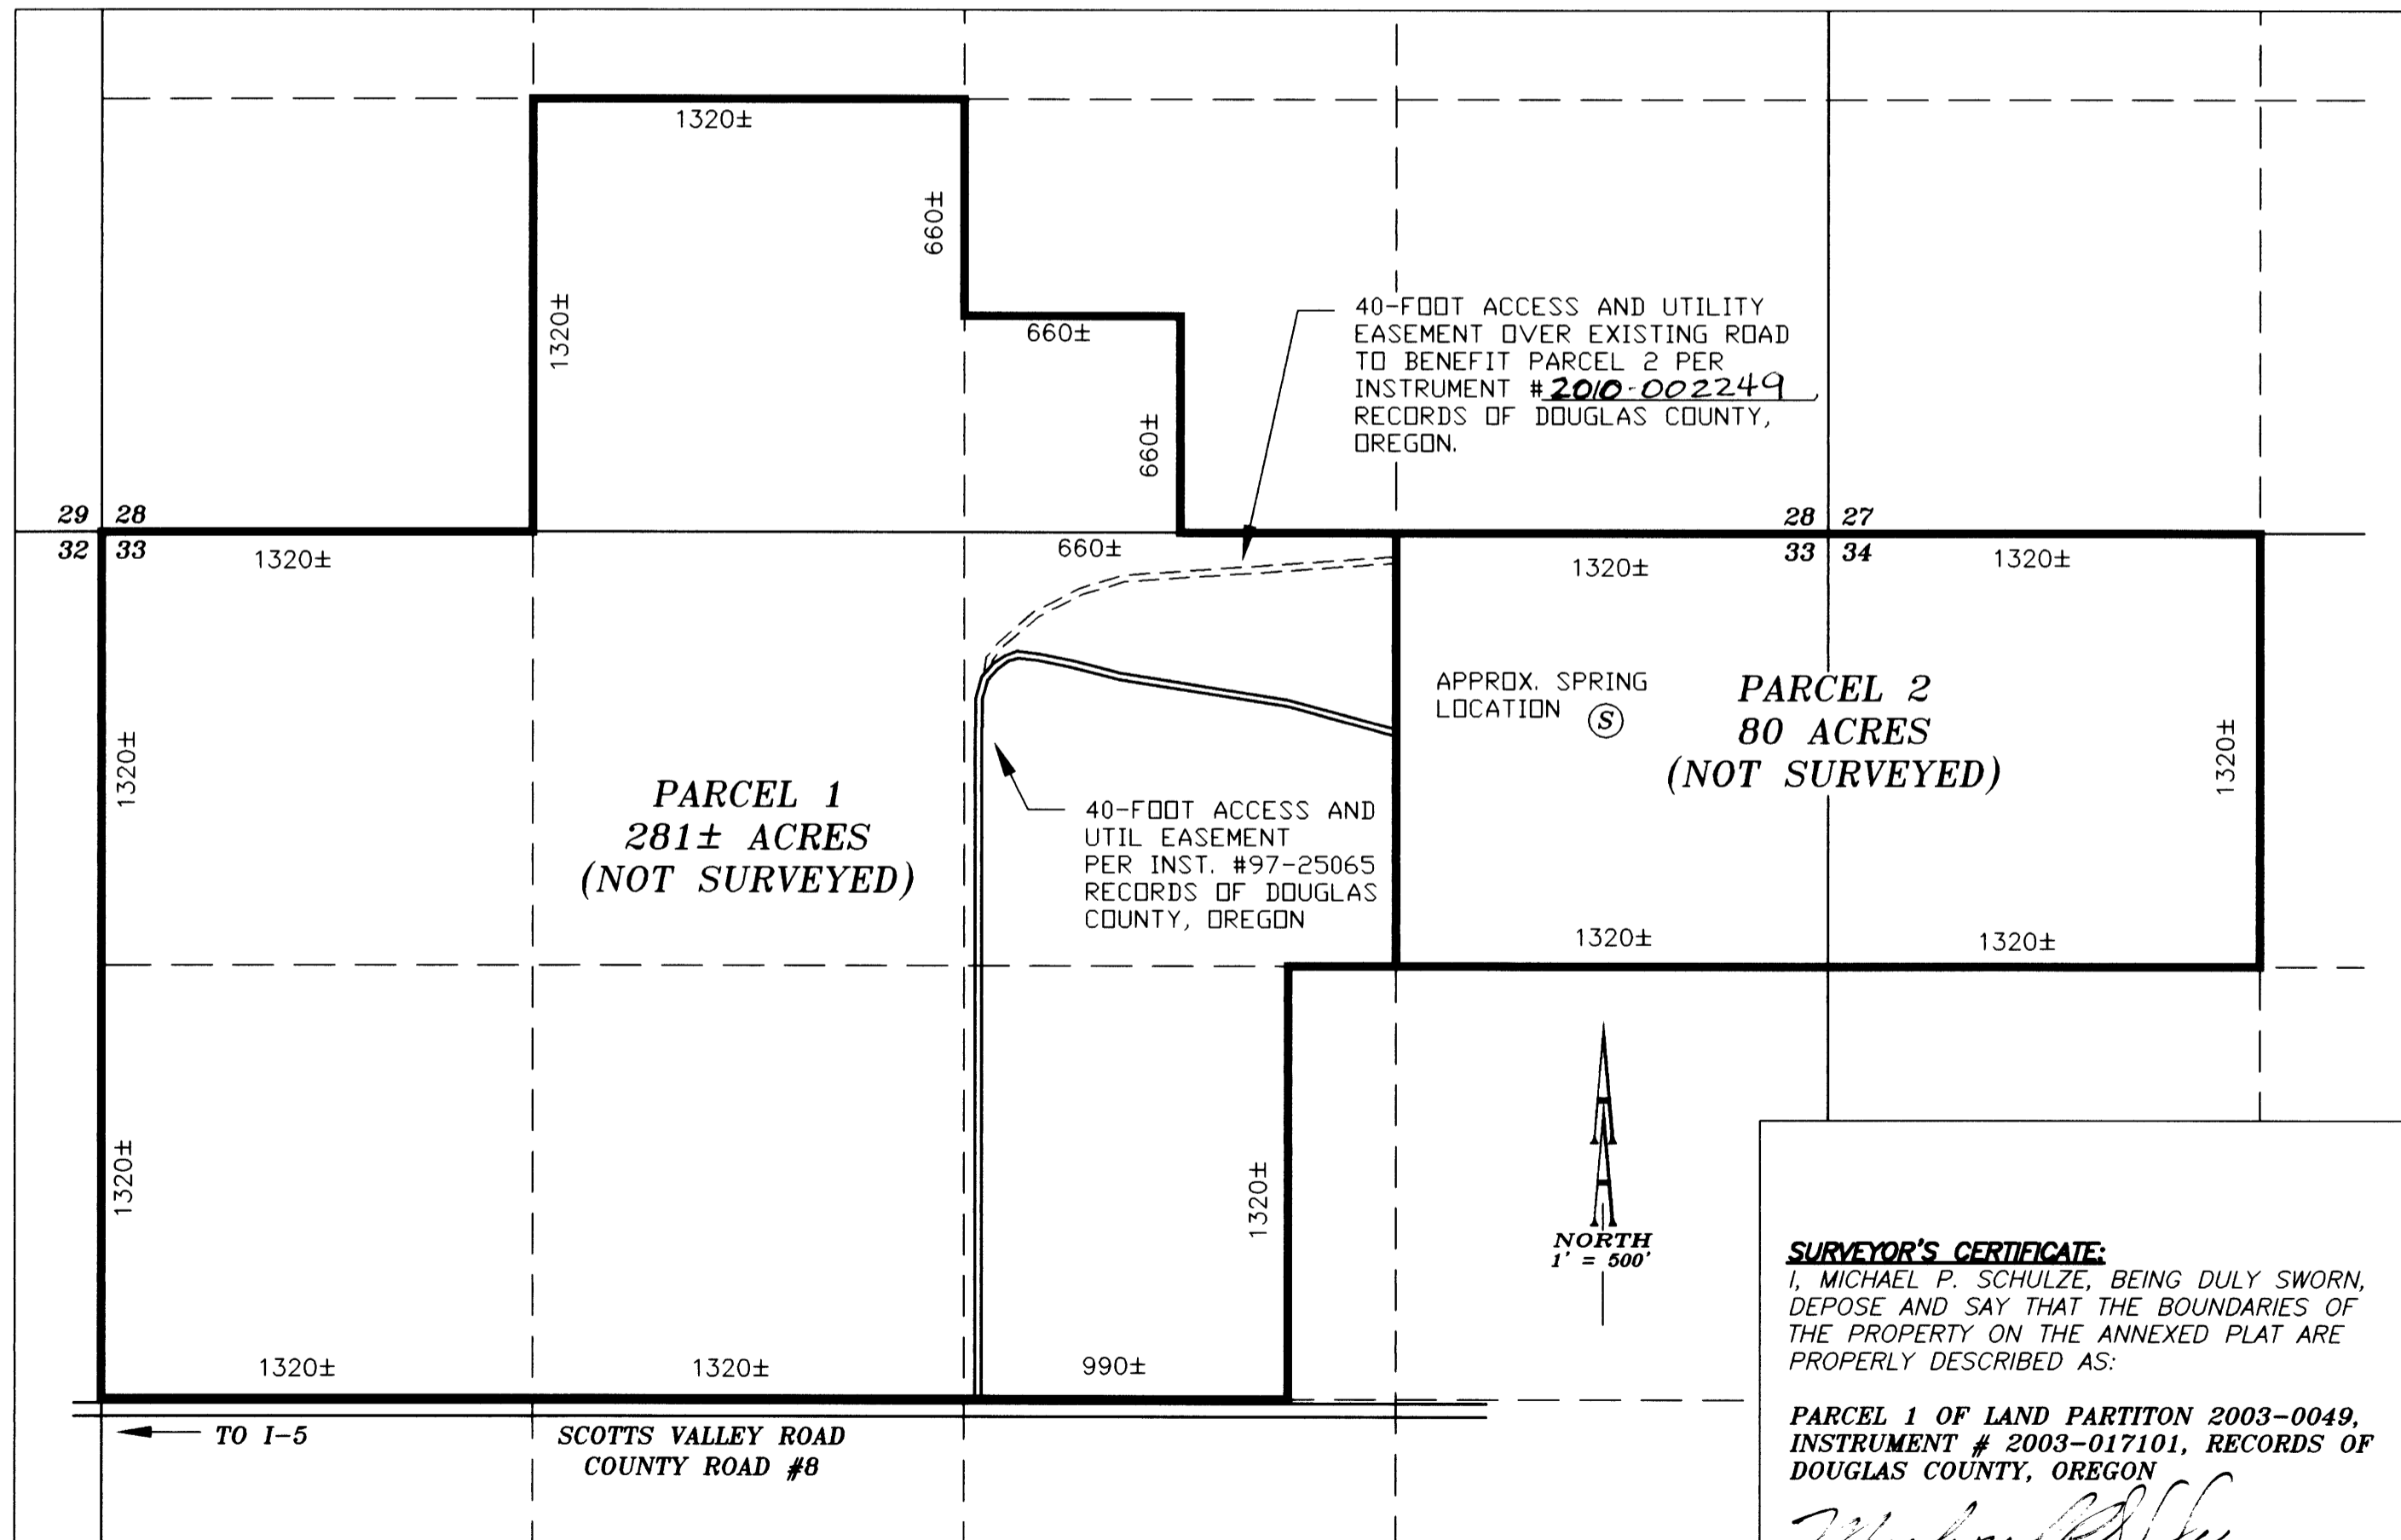 1320±
660±
1320±
660±
660±
40-FOOT ACCESS AND UTILITY
EASEMENT OVER EXISTING ROAD
TO BENEFIT PARCEL 2 PER
INSTRUMENT #2010-002249
RECORDS OF DOUGLAS COUNTY,
OREGON.
29 28
32 33
28 27
33 34
1320±
660±
1320±
1320±
1320±
APPROX. SPRING
LOCATION S
PARCEL 2
80 ACRES
(NOT SURVEYED)
1320±
PARCEL 1
281± ACRES
(NOT SURVEYED)
40-FOOT ACCESS AND
UTIL EASEMENT
PER INST. #97-25065
RECORDS OF DOUGLAS
COUNTY, OREGON
1320±
1320±
1320±
1320±
NORTH
1' = 500'
1320±
1320±
990±
TO I-5
SCOTTS VALLEY ROAD
COUNTY ROAD #8
SURVEYOR'S CERTIFICATE:
I, MICHAEL P. SCHULZE, BEING DULY SWORN,
DEPOSE AND SAY THAT THE BOUNDARIES OF
THE PROPERTY ON THE ANNEXED PLAT ARE
PROPERLY DESCRIBED AS:
PARCEL 1 OF LAND PARTITON 2003-0049,
INSTRUMENT # 2003-017101, RECORDS OF
DOUGLAS COUNTY, OREGON